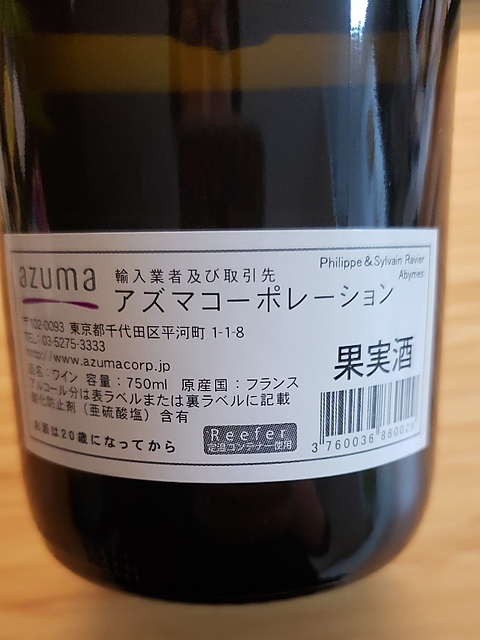 azuma
輸入業者及び取引先
アズマコーポレーション
Philippe & Sylvain Ravier
Abymes
〒102-0093 東京都千代田区平河町 1-1-8
TEL:03-5275-3333
http://www.azumacorp.jp
品名：ワイン 容量：750ml 原産国：フランス
アルコール分は表ラベルまたは裏ラベルに記載
酸化防止剤（亜硫酸塩）含有
お酒は20歳になってから
Reefer
定温コンテナー使用
果実酒
3 760036 860020